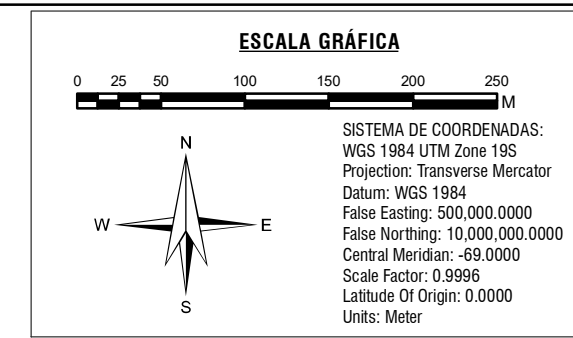 ESCALA GRÁFICA
0 25 50 100 150 200 250
M
N
W E
S
SISTEMA DE COORDENADAS:
WGS 1984 UTM Zone 19S
Projection: Transverse Mercator
Datum: WGS 1984
False Easting: 500,000.0000
False Northing: 10,000,000.0000
Central Meridian: -69.0000
Scale Factor: 0.9996
Latitude Of Origin: 0.0000
Units: Meter